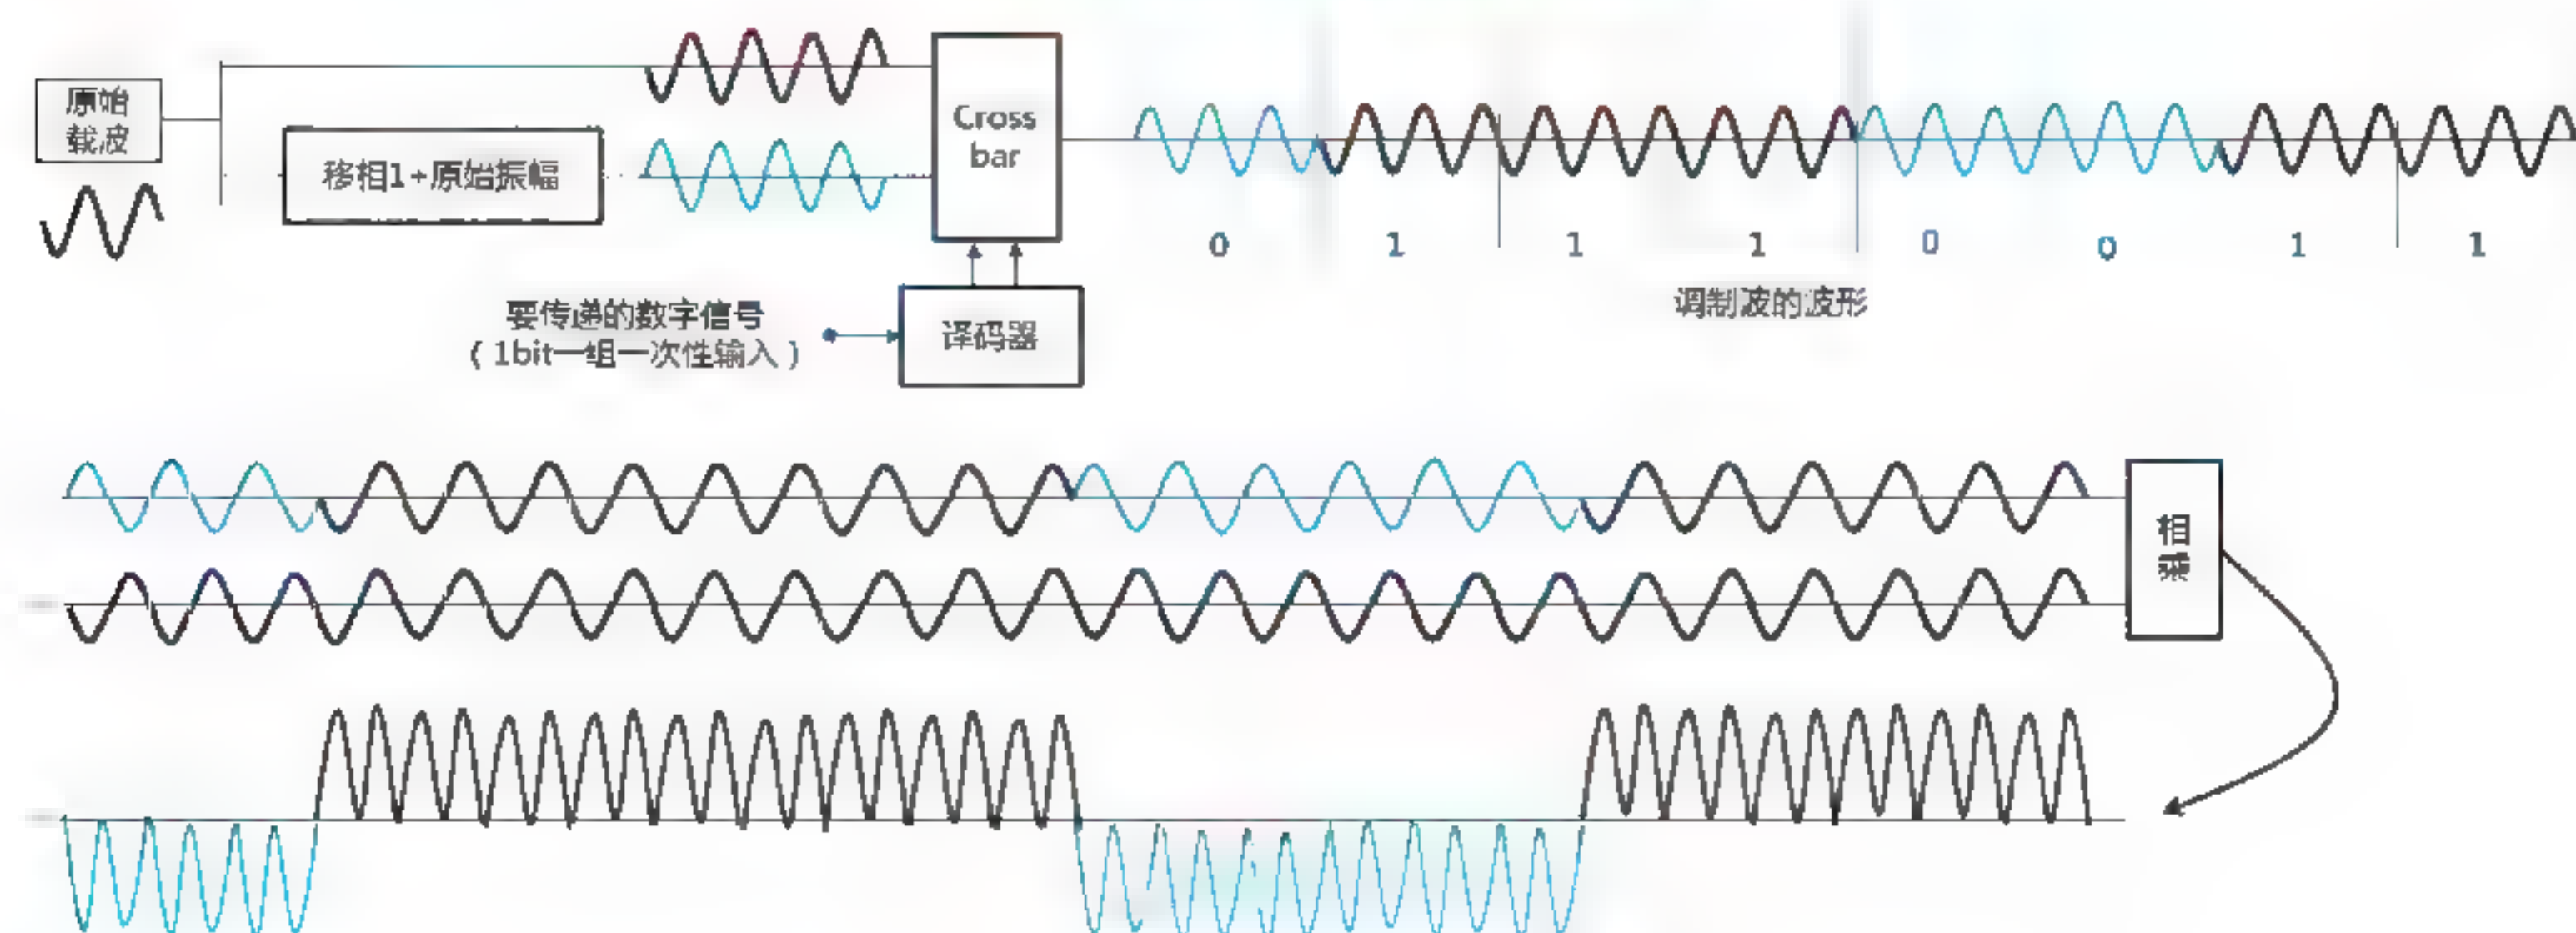 原始
载波
移相1+原始振幅
Cross
bar
0 1 1 1 0 0 1 1
调制波的波形
要传递的数字信号
（1bit一组一次性输入）
译码器
相
乘